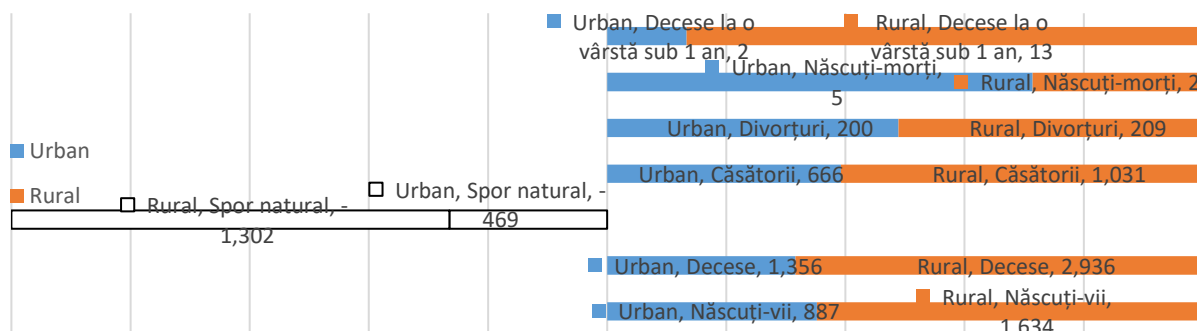 Urban, Decese la o
vârstă sub 1 an, 2
Rural, Decese la o
vârstă sub 1 an, 13
Urban, Născuți-morți,
5
Rural, Născuți-morți, 2
Urban, Divorțuri, 200
Rural, Divorțuri, 209
Urban
Rural
Urban, Căsătorii, 666
Rural, Căsătorii, 1,031
Rural, Spor natural, -
1,302
Urban, Spor natural, -
469
Urban, Decese, 1,356
Rural, Decese, 2,936
Urban, Născuți-vii, 887
Rural, Născuți-vii,
1,634